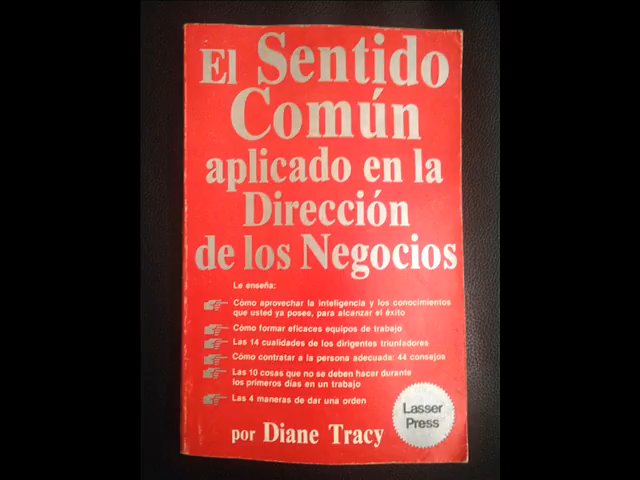 El Sentido
Común
aplicado en la
Dirección
de los Negocios
Le enseña:
Cómo aprovechar la inteligencia y los conocimientos
que usted ya posee, para alcanzar el éxito
Cómo formar eficaces equipos de trabajo
Las 14 cualidades de los dirigentes triunfadores
Cómo contratar a la persona adecuada: 44 consejos
Las 10 cosas que no se deben hacer durante
los primeros días en un trabajo
Las 4 maneras de dar una orden
por Diane Tracy
Lasser
Press